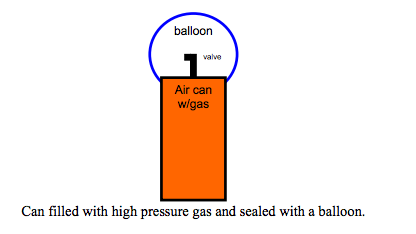 balloon
valve
Air can
w/gas
Can filled with high pressure gas and sealed with a balloon.